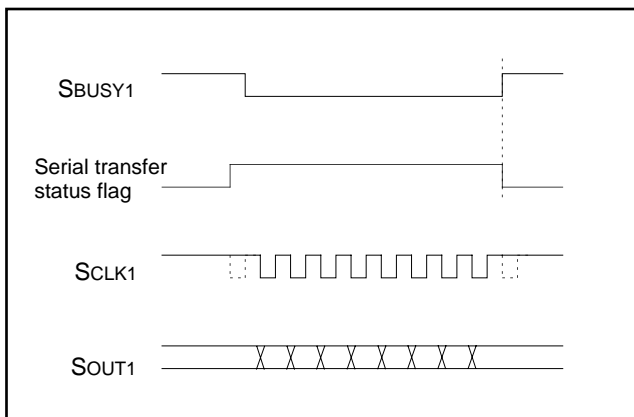 SBUSY1
Serial transfer
status flag
SCLK1
SOUT1